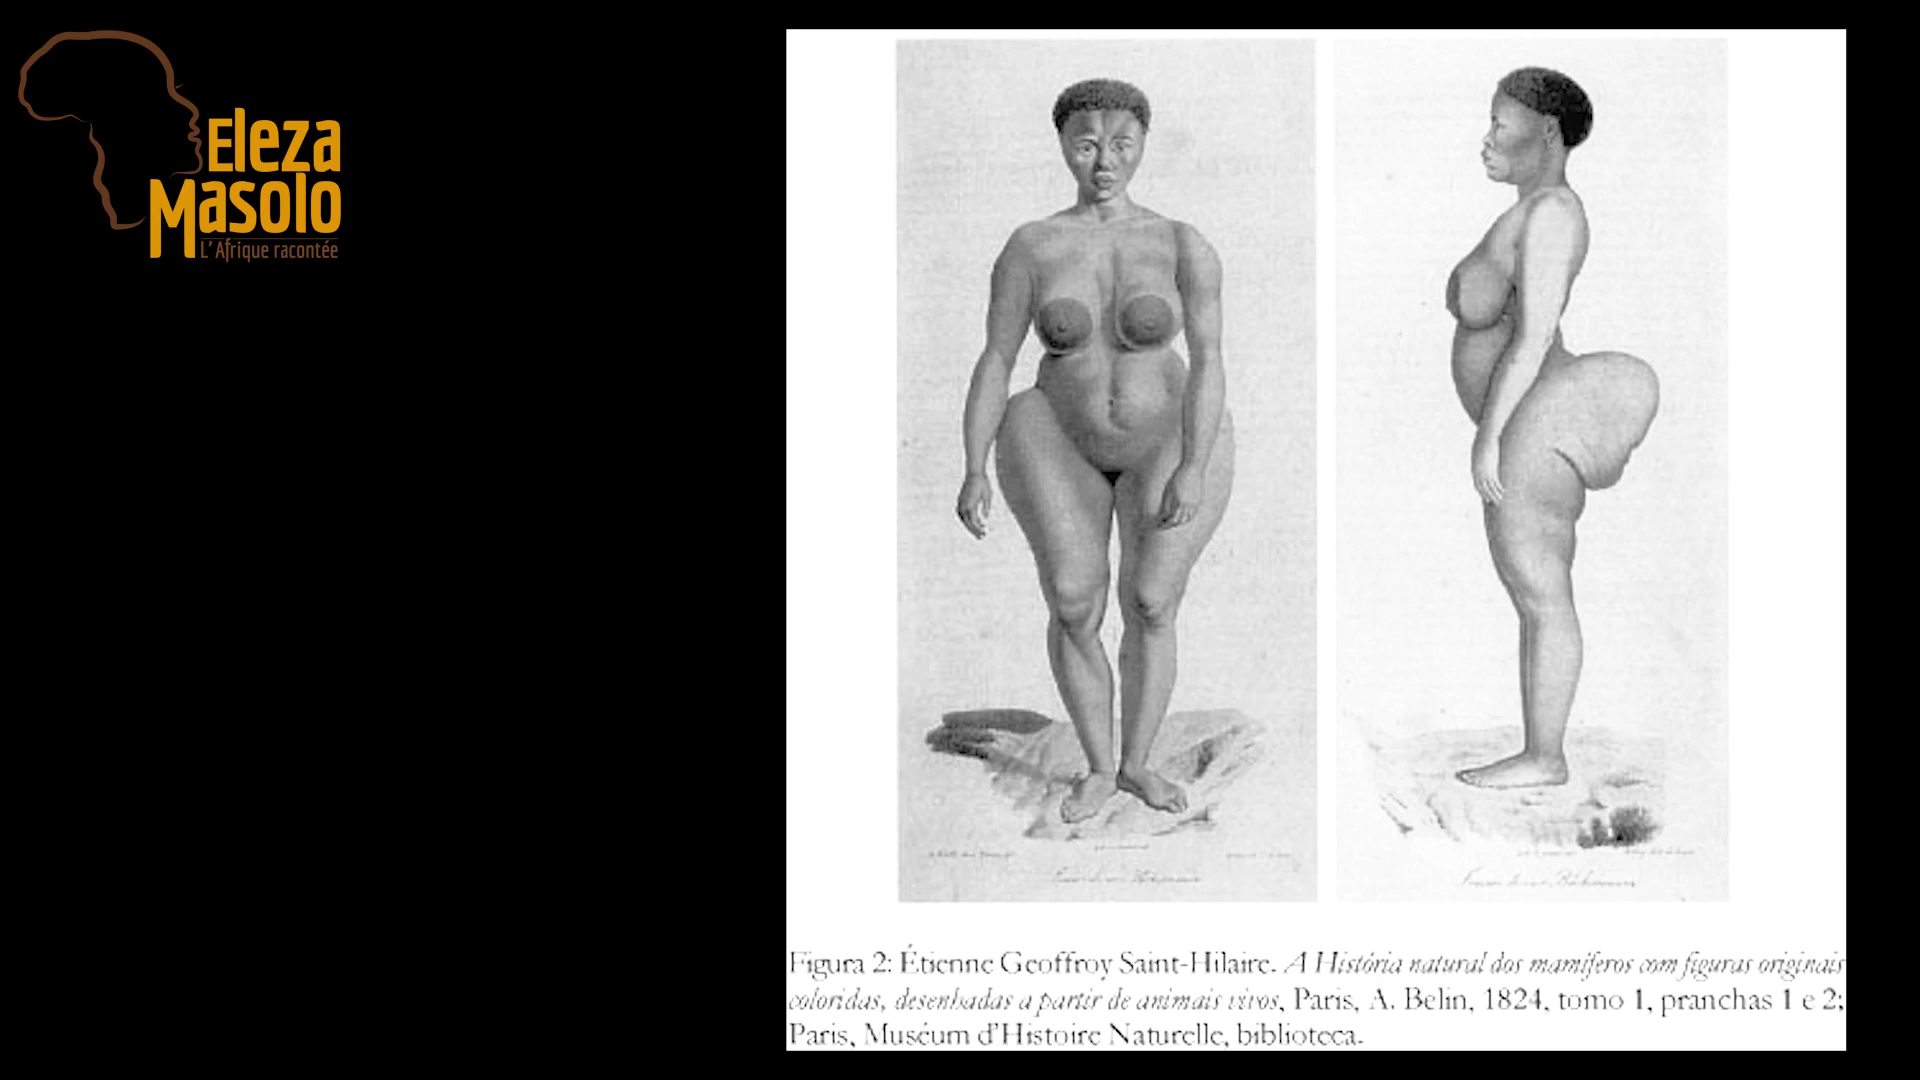 Eleza
Masolo
L'Afrique racontée
Figura 2: Étienne Geoffroy Saint-Hilaire. A História natural dos mamíferos com figuras originais
coloridas, desenhadas a partir de animais vivos, Paris, A. Belin, 1824, tomo 1, pranchas 1 e 2;
Paris, Muséum d'Histoire Naturelle, biblioteca.